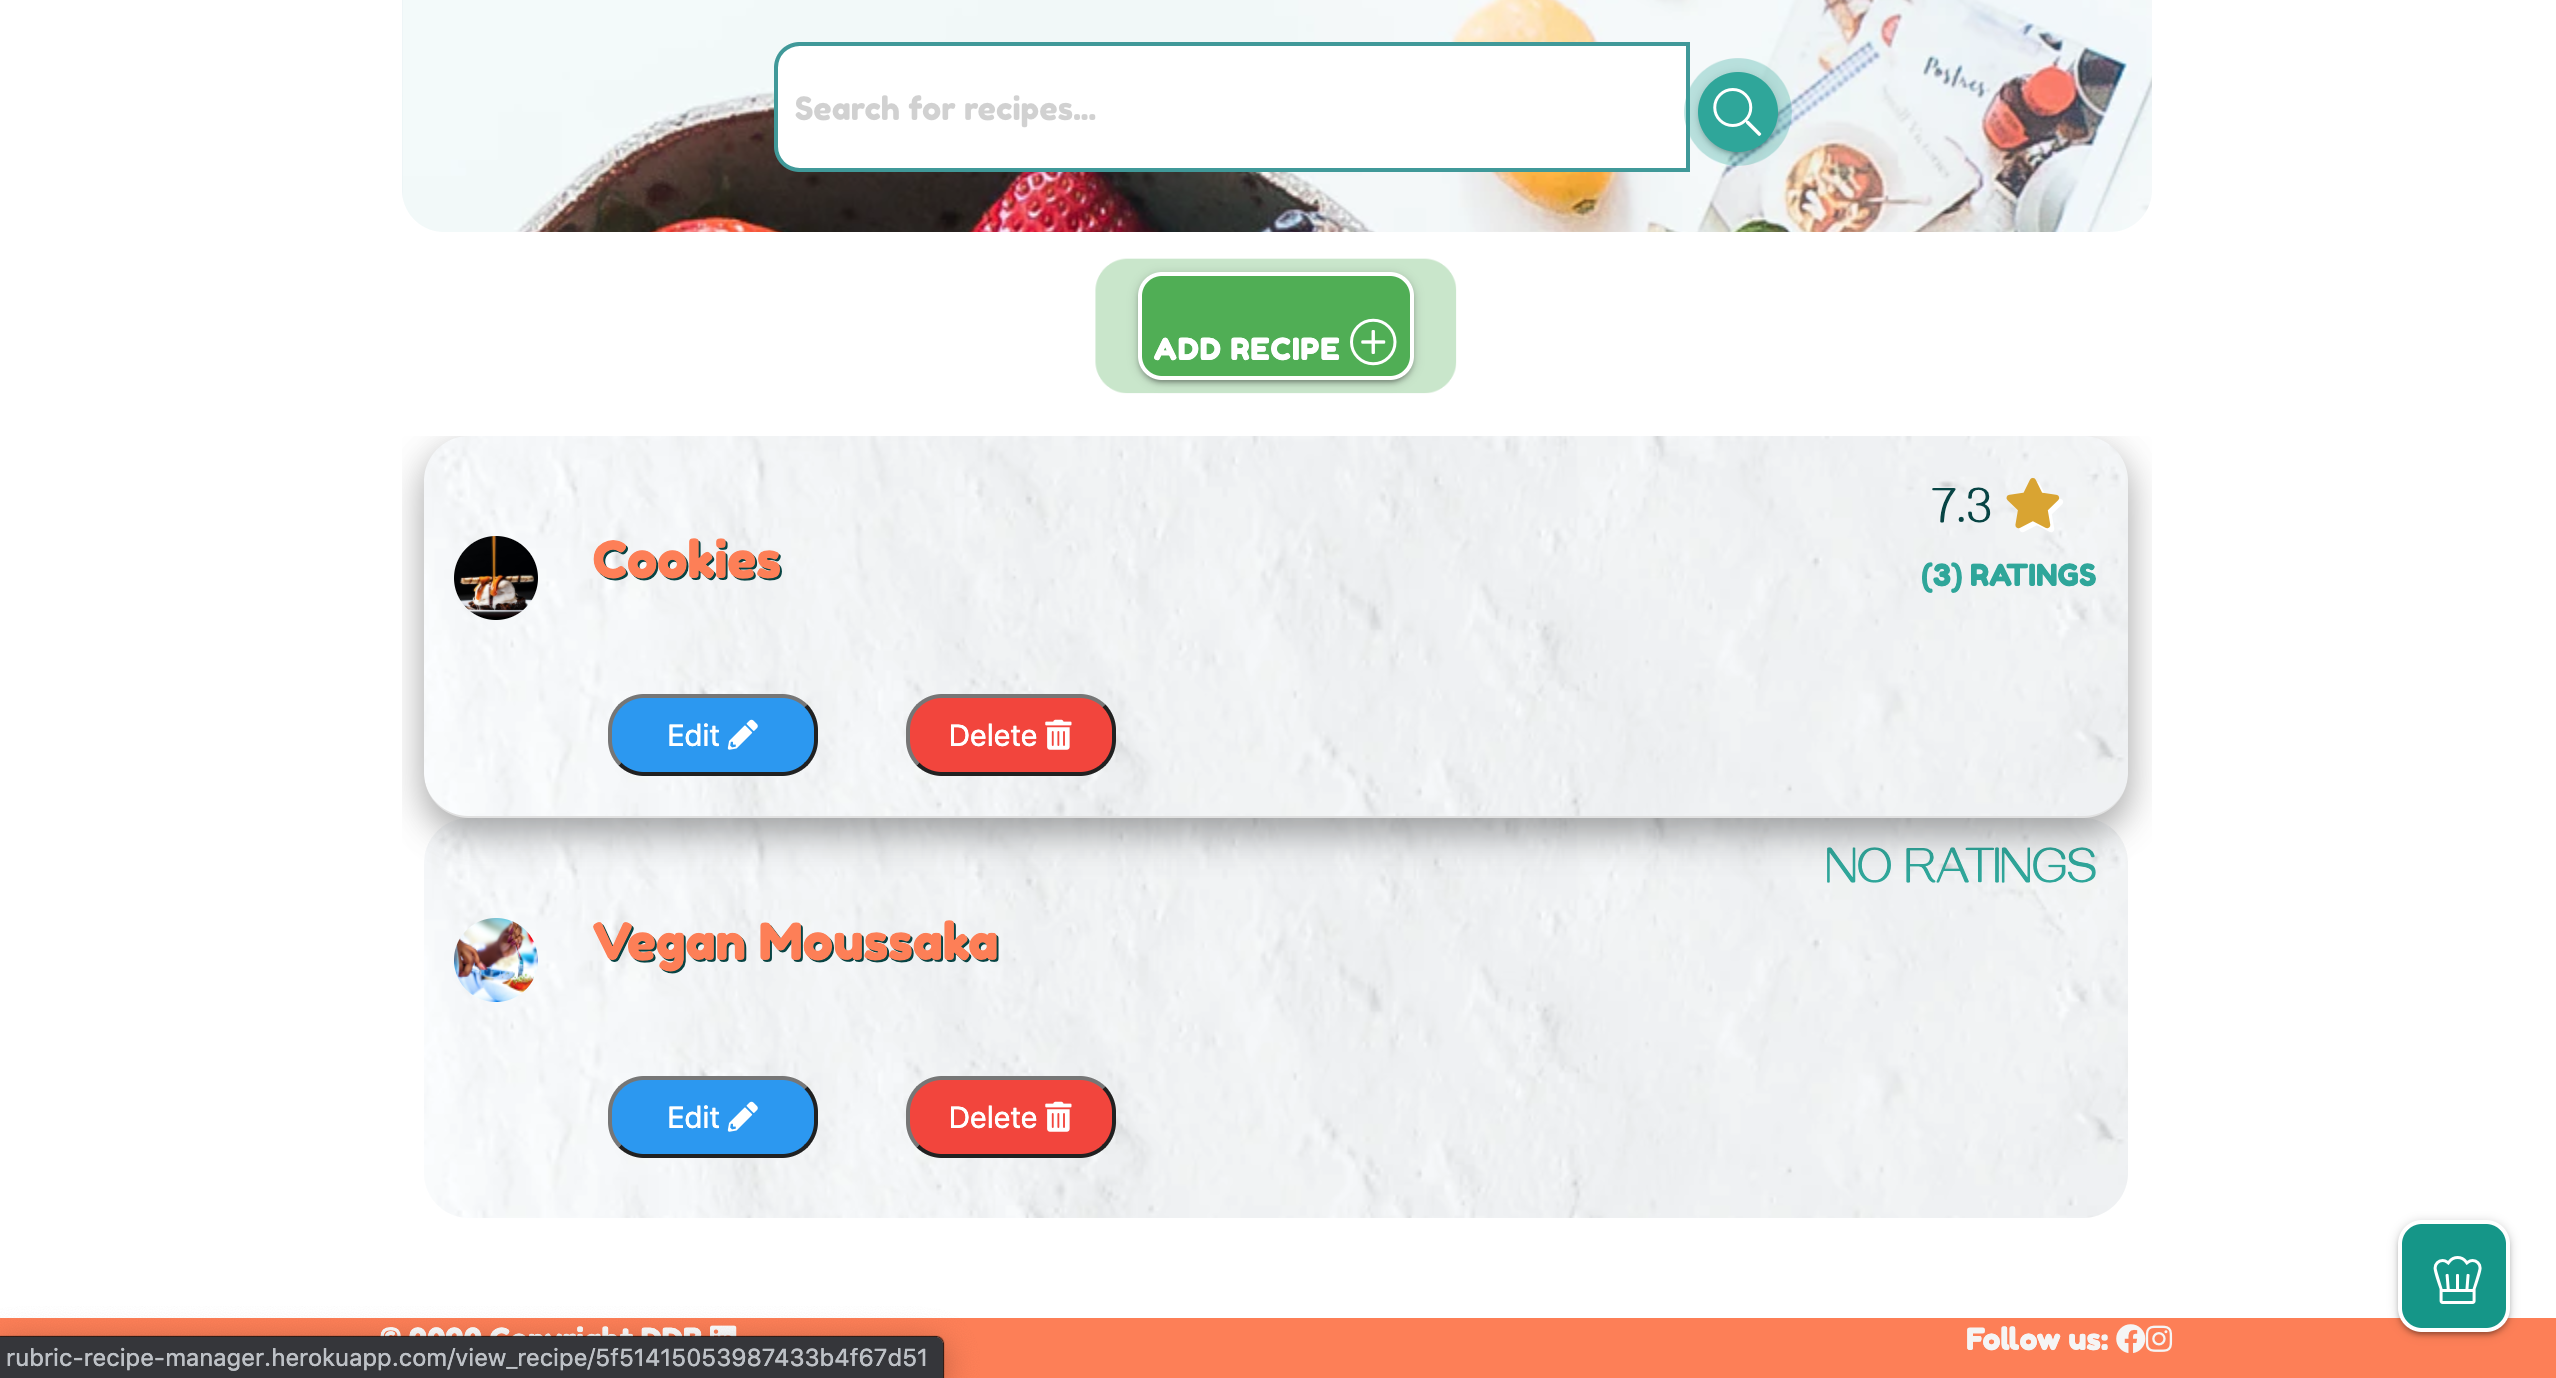 Postres
Search for recipes...
ADD RECIPE
7.3
Cookies
(3) RATINGS
Edit
Delete
NO RATINGS
Vegan Moussaka
Edit
Delete
Follow us:
rubric-recipe-manager.herokuapp.com/view_recipe/5f51415053987433b4f67d51